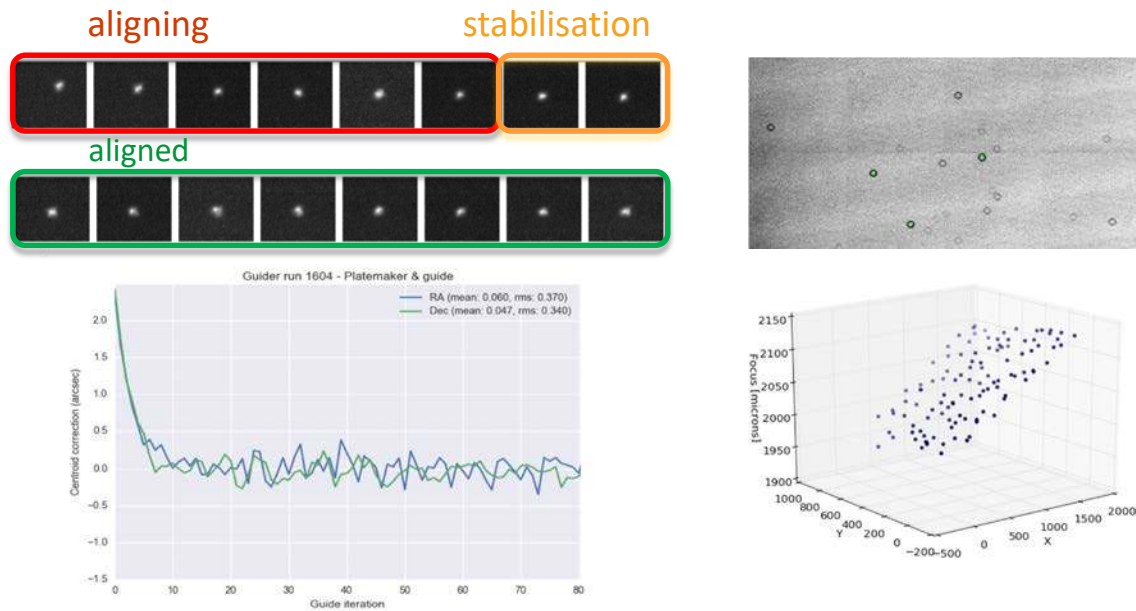 aligning stabilisation
aligned
Guider run 1604 - Platemaker & guide
RA (mean: 0.060, rms: 0.370)
Dec (mean: 0.047, rms: 0.340)
Centroid correction (arcsec)
2.0
1.5
1.0
0.5
0.0
−0.5
−1.0
−1.5
0 10 20 30 40 50 60 70 80
Guide iteration
Focus [microns]
2150
2100
2050
2000
1950
1900
1000
800
600
400
200
0
−200
Y
−500
0
500
1000
1500
2000
X